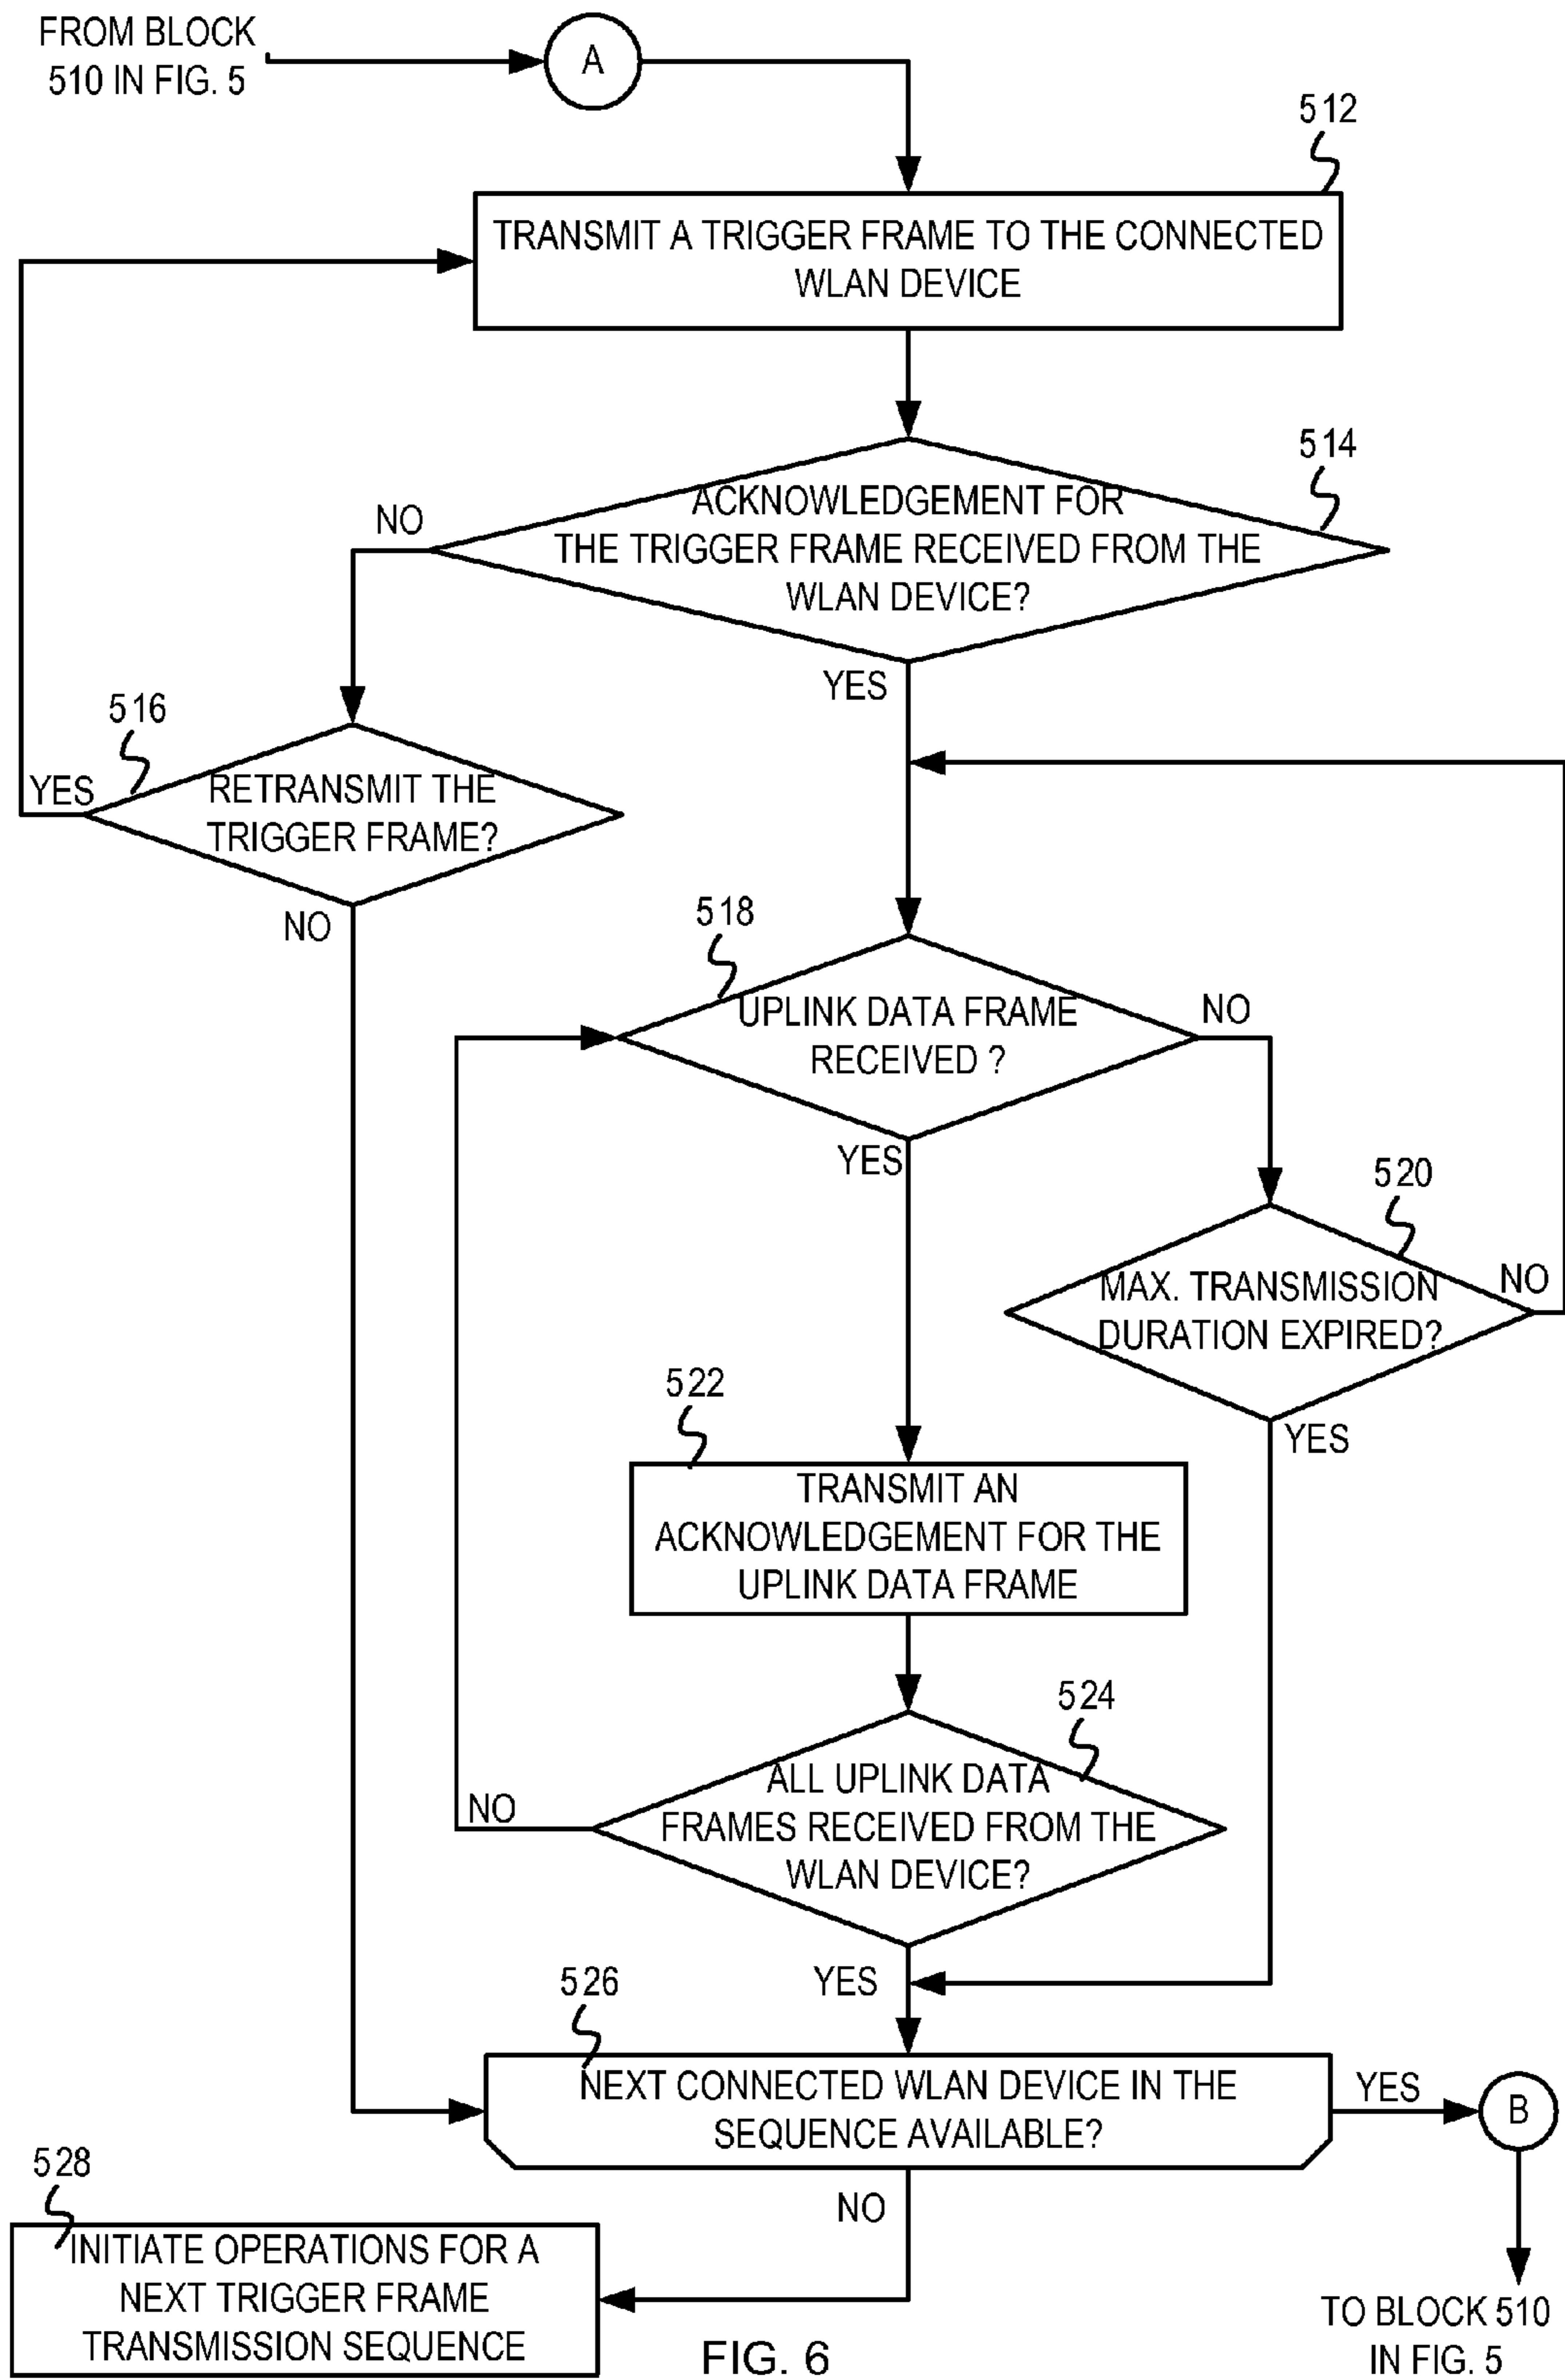 FROM BLOCK
510 IN FIG. 5
A
512
TRANSMIT A TRIGGER FRAME TO THE CONNECTED
WLAN DEVICE
514
ACKNOWLEDGEMENT FOR
THE TRIGGER FRAME RECEIVED FROM THE
WLAN DEVICE?
NO
YES
516
RETRANSMIT THE
TRIGGER FRAME?
YES
NO
518
UPLINK DATA FRAME
RECEIVED ?
NO
YES
520
MAX. TRANSMISSION
DURATION EXPIRED?
NO
YES
522
TRANSMIT AN
ACKNOWLEDGEMENT FOR THE
UPLINK DATA FRAME
524
ALL UPLINK DATA
FRAMES RECEIVED FROM THE
WLAN DEVICE?
NO
YES
526
NEXT CONNECTED WLAN DEVICE IN THE
SEQUENCE AVAILABLE?
YES
B
NO
528
INITIATE OPERATIONS FOR A
NEXT TRIGGER FRAME
TRANSMISSION SEQUENCE
TO BLOCK 510
IN FIG. 5
FIG. 6